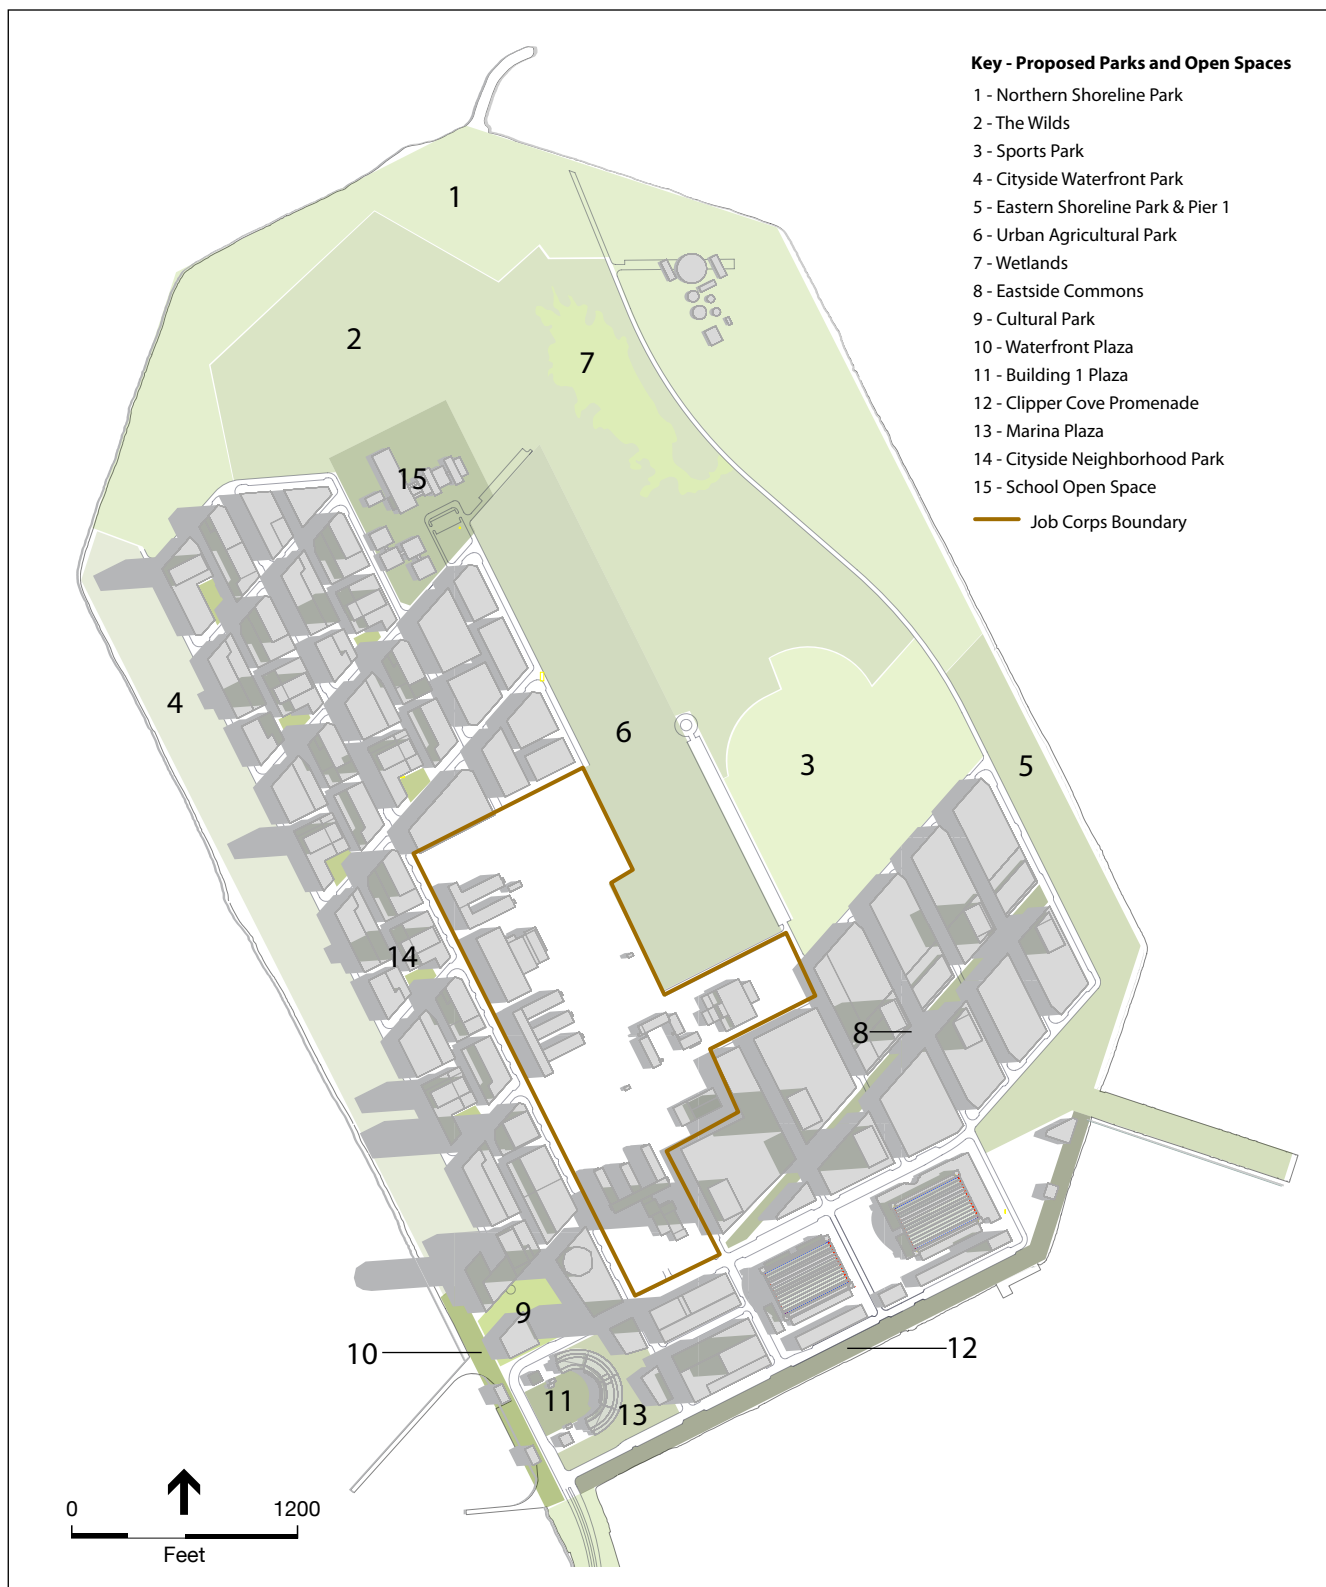 Key - Proposed Parks and Open Spaces
1 - Northern Shoreline Park
2 - The Wilds
3 - Sports Park
4 - Cityside Waterfront Park
5 - Eastern Shoreline Park & Pier 1
6 - Urban Agricultural Park
7 - Wetlands
8 - Eastside Commons
9 - Cultural Park
10 - Waterfront Plaza
11 - Building 1 Plaza
12 - Clipper Cove Promenade
13 - Marina Plaza
14 - Cityside Neighborhood Park
15 - School Open Space
Job Corps Boundary
1
2
7
15
4
6
3
5
14
8
9
10
12
11
13
0 1200
Feet